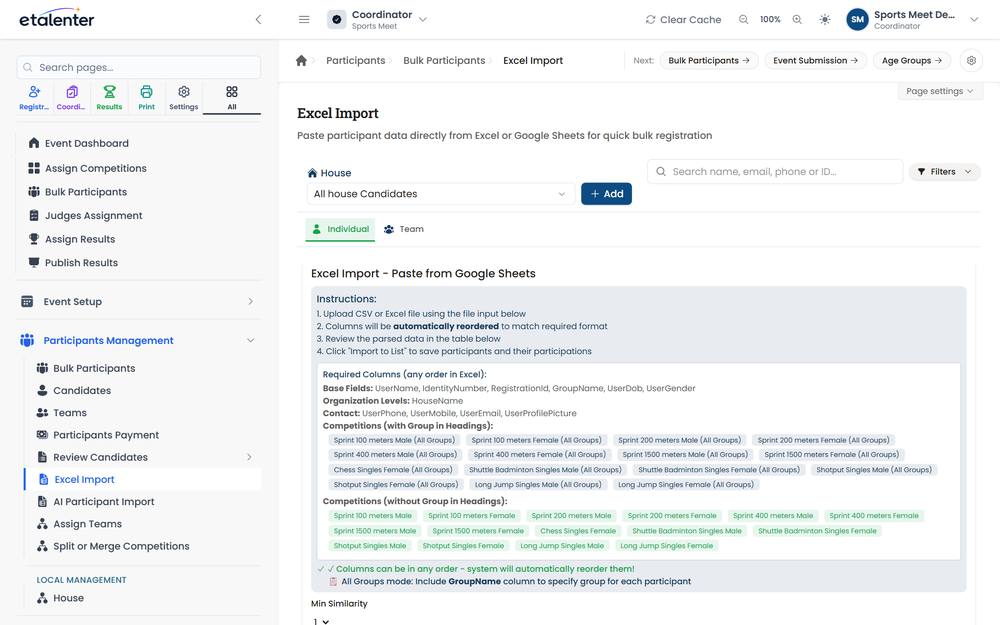 etalenter
Coordinator
Sports Meet
Clear Cache
100%
SM
Sports Meet De...
Coordinator
Search pages...
Registr...
Coordi...
Results
Print
Settings
All
Event Dashboard
Assign Competitions
Bulk Participants
Judges Assignment
Assign Results
Publish Results
Event Setup
Participants Management
Bulk Participants
Candidates
Teams
Participants Payment
Review Candidates
Excel Import
AI Participant Import
Assign Teams
Split or Merge Competitions
LOCAL MANAGEMENT
House
Participants
Bulk Participants
Excel Import
Next:
Bulk Participants →
Event Submission →
Age Groups →
Page settings
Excel Import
Paste participant data directly from Excel or Google Sheets for quick bulk registration
House
All house Candidates
+ Add
Search name, email, phone or ID...
Filters
Individual
Team
Excel Import - Paste from Google Sheets
Instructions:
1. Upload CSV or Excel file using the file input below
2. Columns will be automatically reordered to match required format
3. Review the parsed data in the table below
4. Click "Import to List" to save participants and their participations
Required Columns (any order in Excel):
Base Fields: UserName, IdentityNumber, RegistrationId, GroupName, UserDob, UserGender
Organization Levels: HouseName
Contact: UserPhone, UserMobile, UserEmail, UserProfilePicture
Competitions (with Group in Headings):
Sprint 100 meters Male (All Groups) Sprint 100 meters Female (All Groups) Sprint 200 meters Male (All Groups) Sprint 200 meters Female (All Groups)
Sprint 400 meters Male (All Groups) Sprint 400 meters Female (All Groups) Sprint 1500 meters Male (All Groups) Sprint 1500 meters Female (All Groups)
Chess Singles Female (All Groups) Shuttle Badminton Singles Male (All Groups) Shuttle Badminton Singles Female (All Groups) Shotput Singles Male (All Groups)
Shotput Singles Female (All Groups) Long Jump Singles Male (All Groups) Long Jump Singles Female (All Groups)
Competitions (without Group in Headings):
Sprint 100 meters Male Sprint 100 meters Female Sprint 200 meters Male Sprint 200 meters Female Sprint 400 meters Male Sprint 400 meters Female
Sprint 1500 meters Male Sprint 1500 meters Female Chess Singles Female Shuttle Badminton Singles Male Shuttle Badminton Singles Female
Shotput Singles Male Shotput Singles Female Long Jump Singles Male Long Jump Singles Female
✓ ✓ Columns can be in any order - system will automatically reorder them!
📋 All Groups mode: Include GroupName column to specify group for each participant
Min Similarity
1